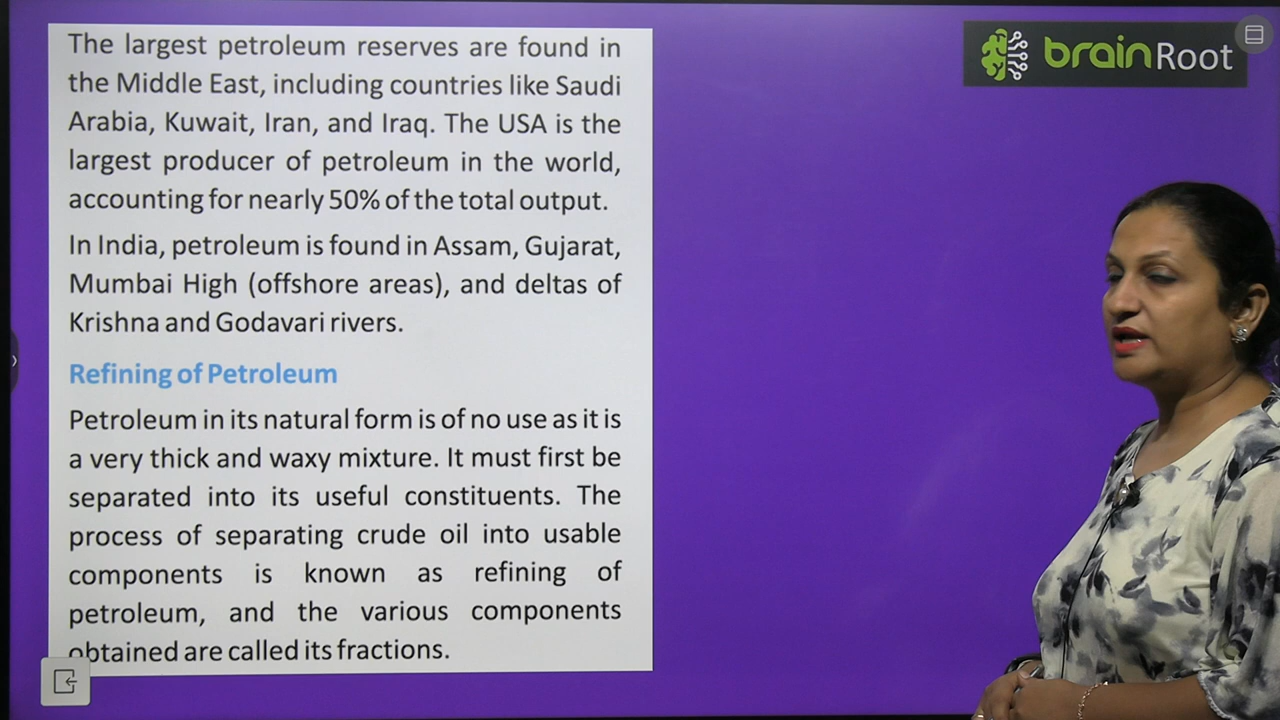 The largest petroleum reserves are found in
the Middle East, including countries like Saudi
Arabia, Kuwait, Iran, and Iraq. The USA is the
largest producer of petroleum in the world,
accounting for nearly 50% of the total output.
In India, petroleum is found in Assam, Gujarat,
Mumbai High (offshore areas), and deltas of
Krishna and Godavari rivers.
Refining of Petroleum
Petroleum in its natural form is of no use as it is
a very thick and waxy mixture. It must first be
separated into its useful constituents. The
process of separating crude oil into usable
components is known as refining of
petroleum, and the various components
obtained are called its fractions.
brainRoot